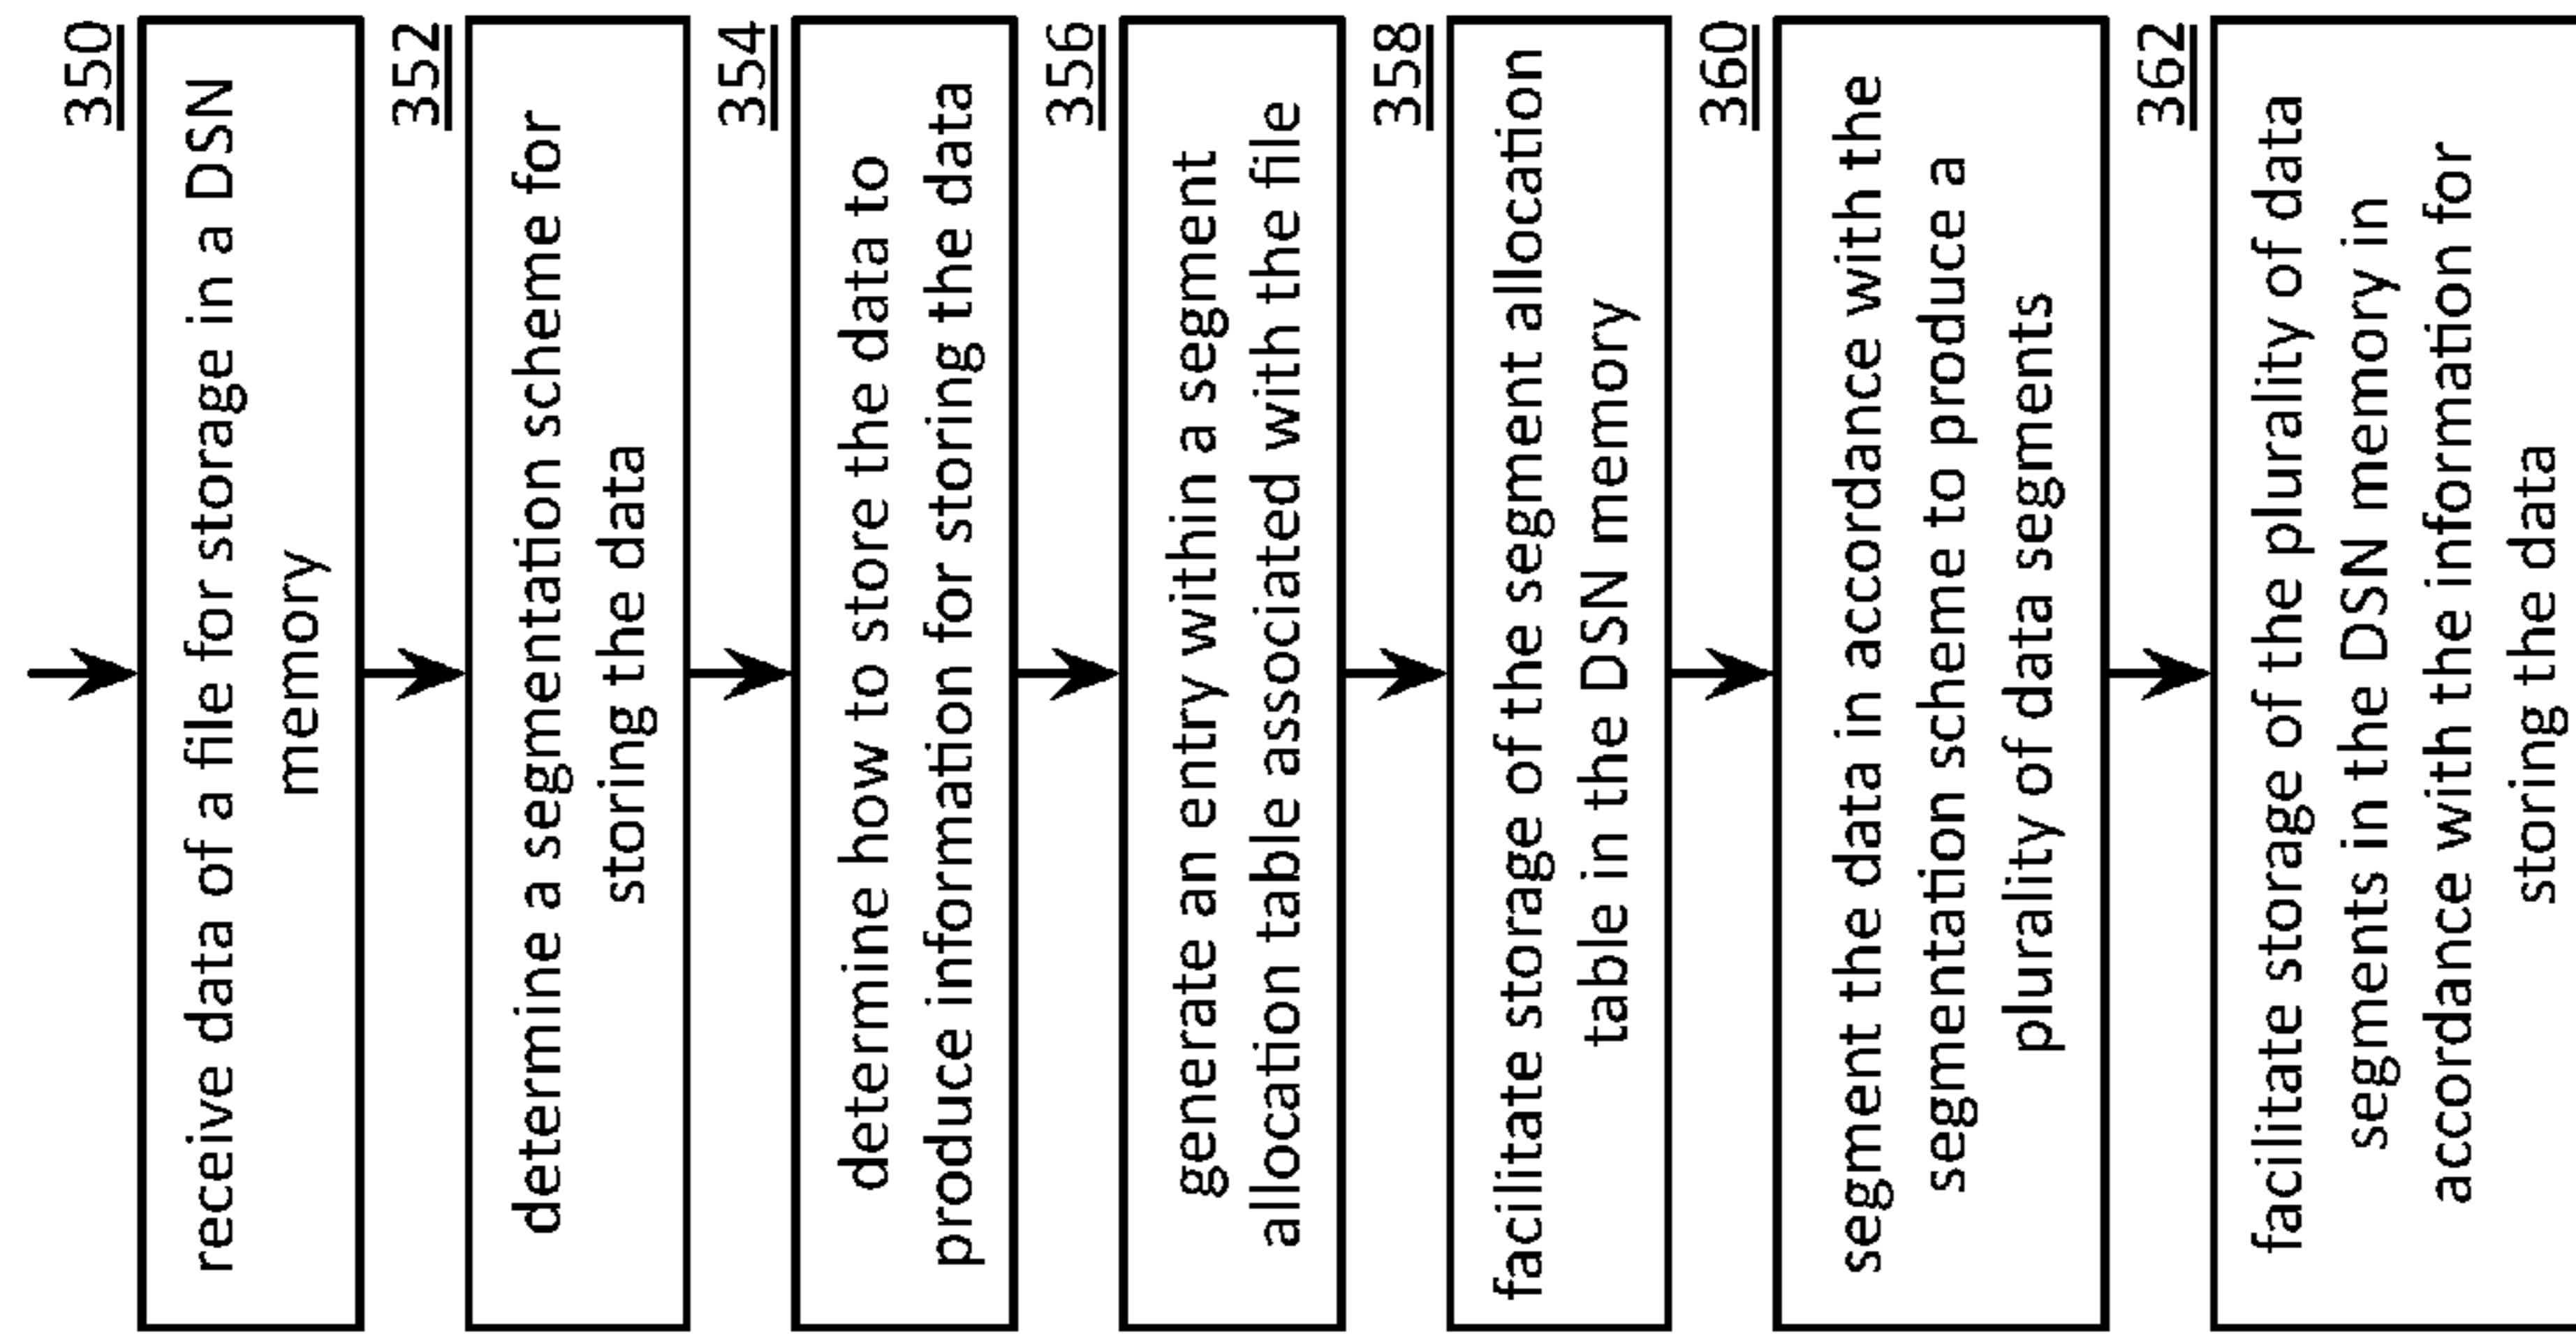 350
receive data of a file for storage in a DSN
memory
352
determine a segmentation scheme for
storing the data
354
determine how to store the data to
produce information for storing the data
356
generate an entry within a segment
allocation table associated with the file
358
facilitate storage of the segment allocation
table in the DSN memory
360
segment the data in accordance with the
segmentation scheme to produce a
plurality of data segments
362
facilitate storage of the plurality of data
segments in the DSN memory in
accordance with the information for
storing the data